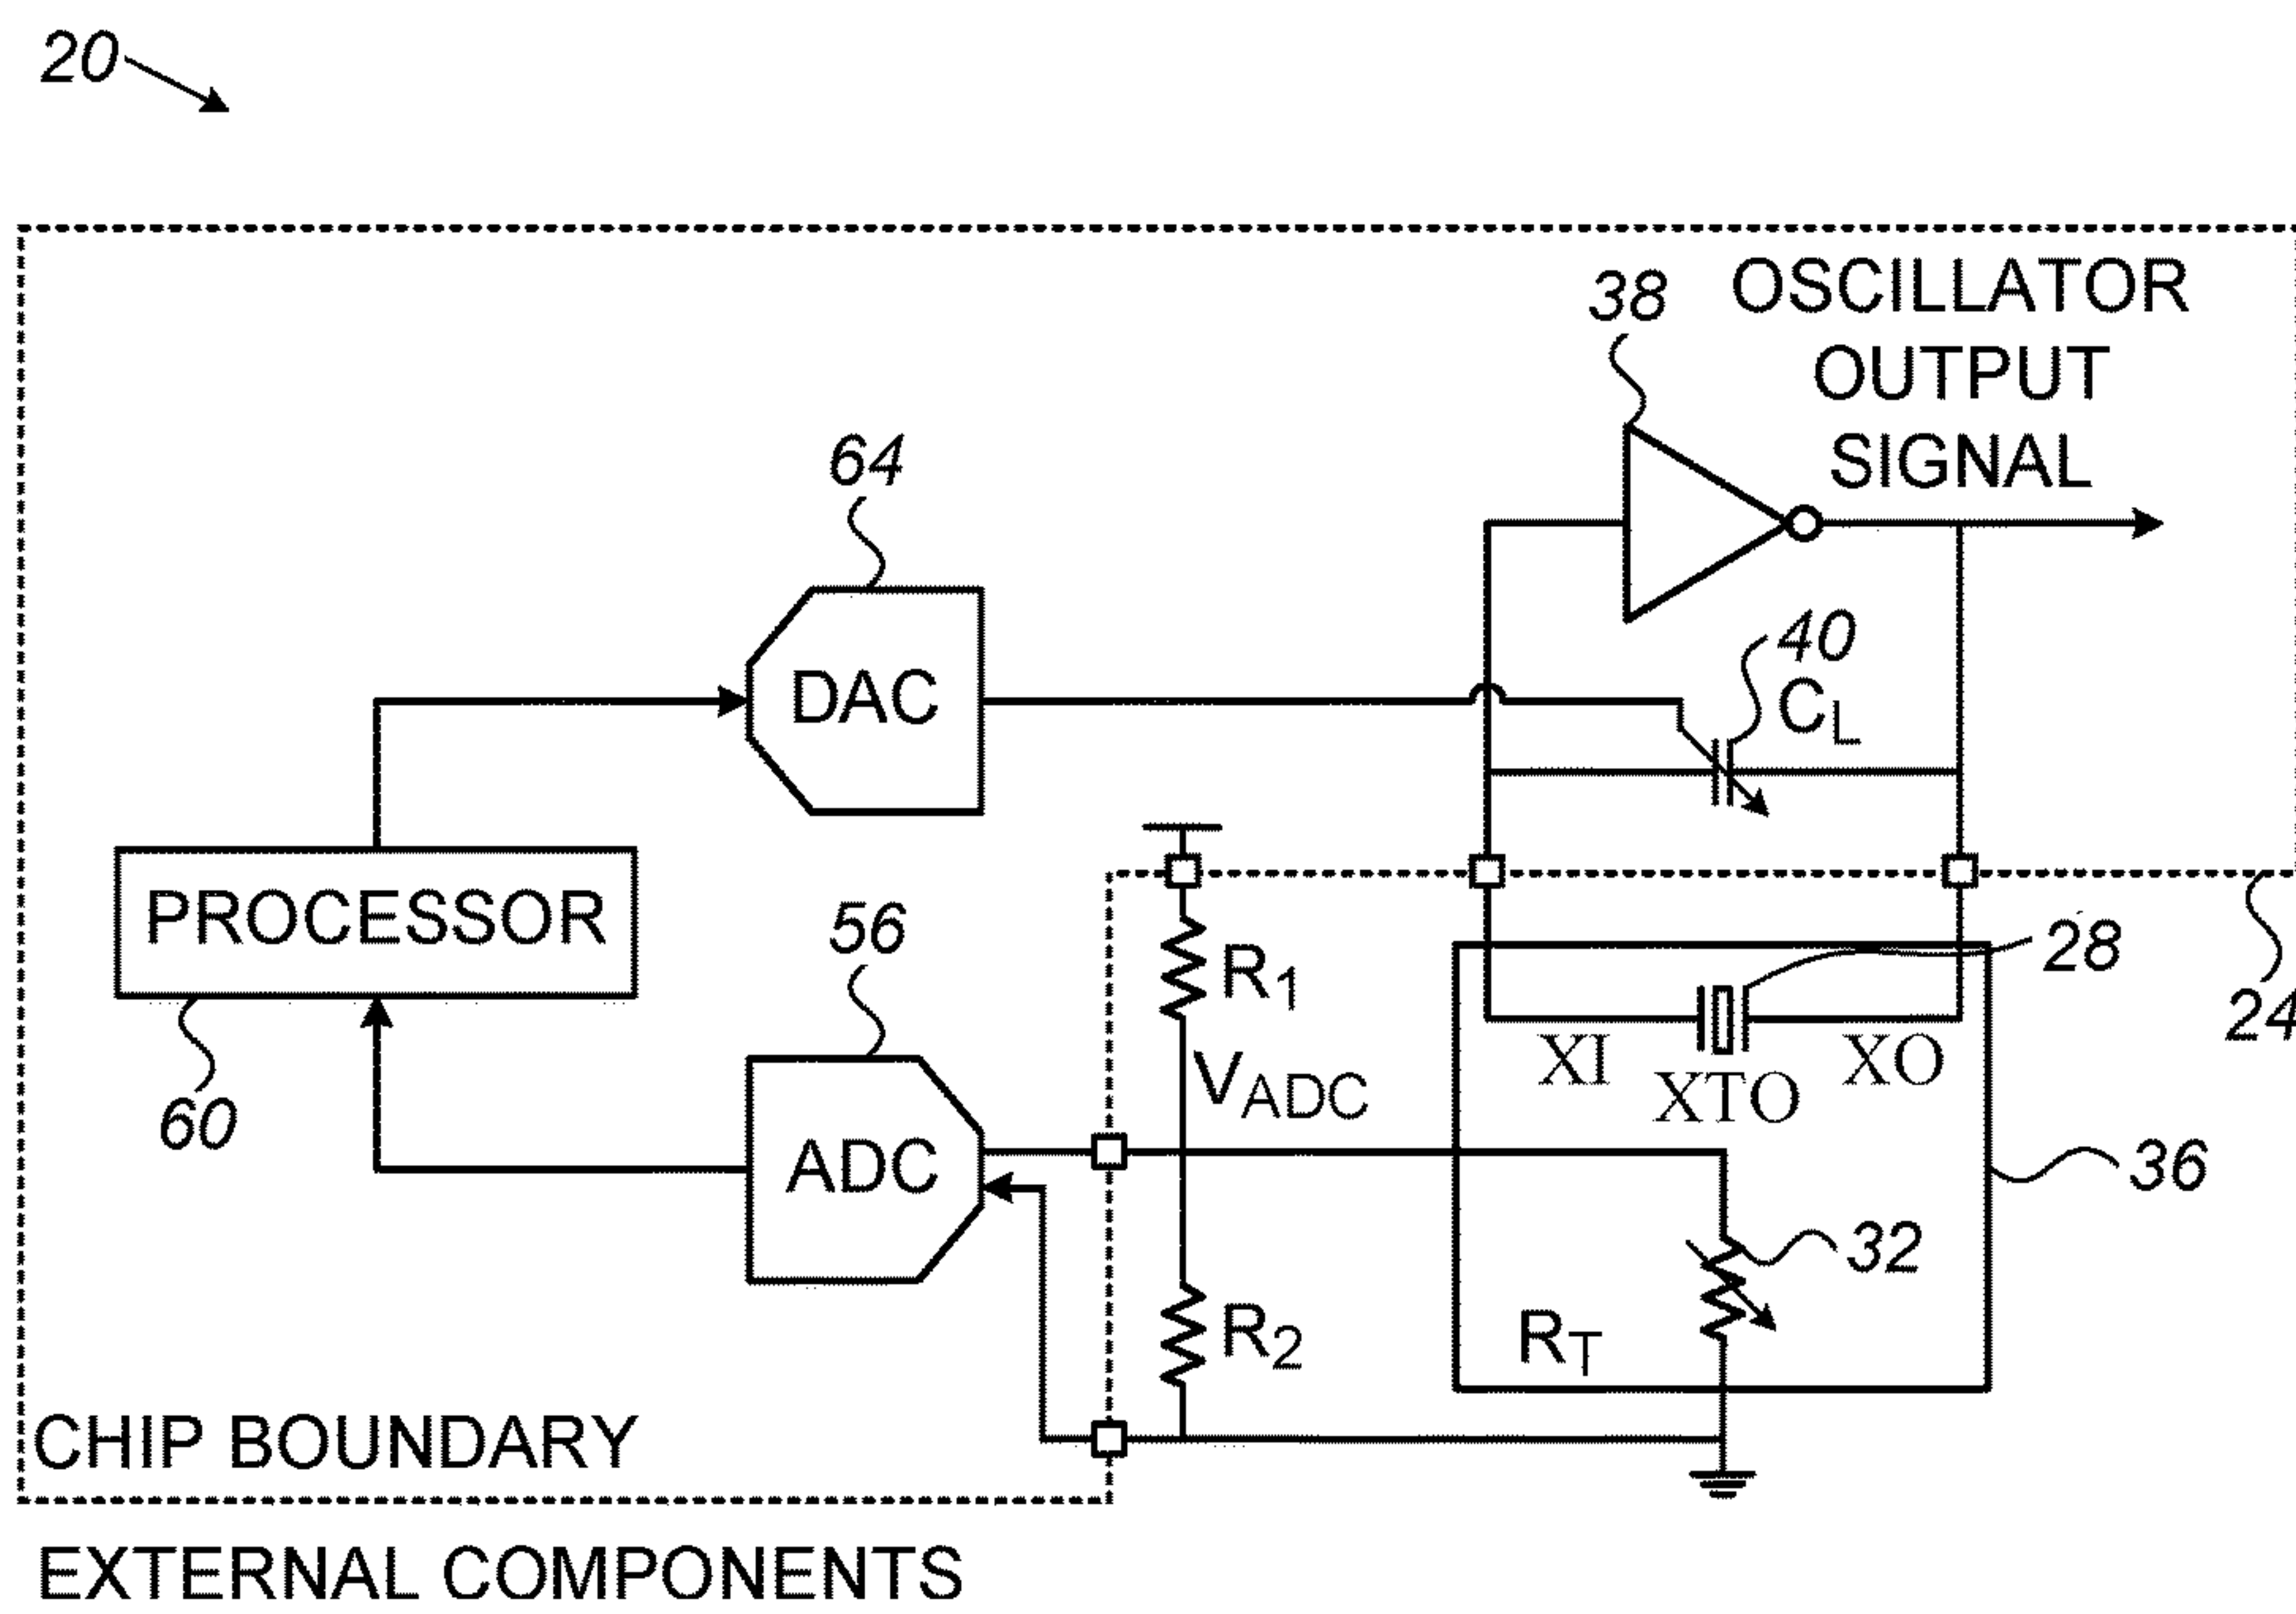 20
38
OSCILLATOR
OUTPUT
SIGNAL
64
DAC
40
CL
PROCESSOR
60
56
ADC
R1
VADC
R2
28
24
XI
XTO
XO
36
32
RT
CHIP BOUNDARY
EXTERNAL COMPONENTS